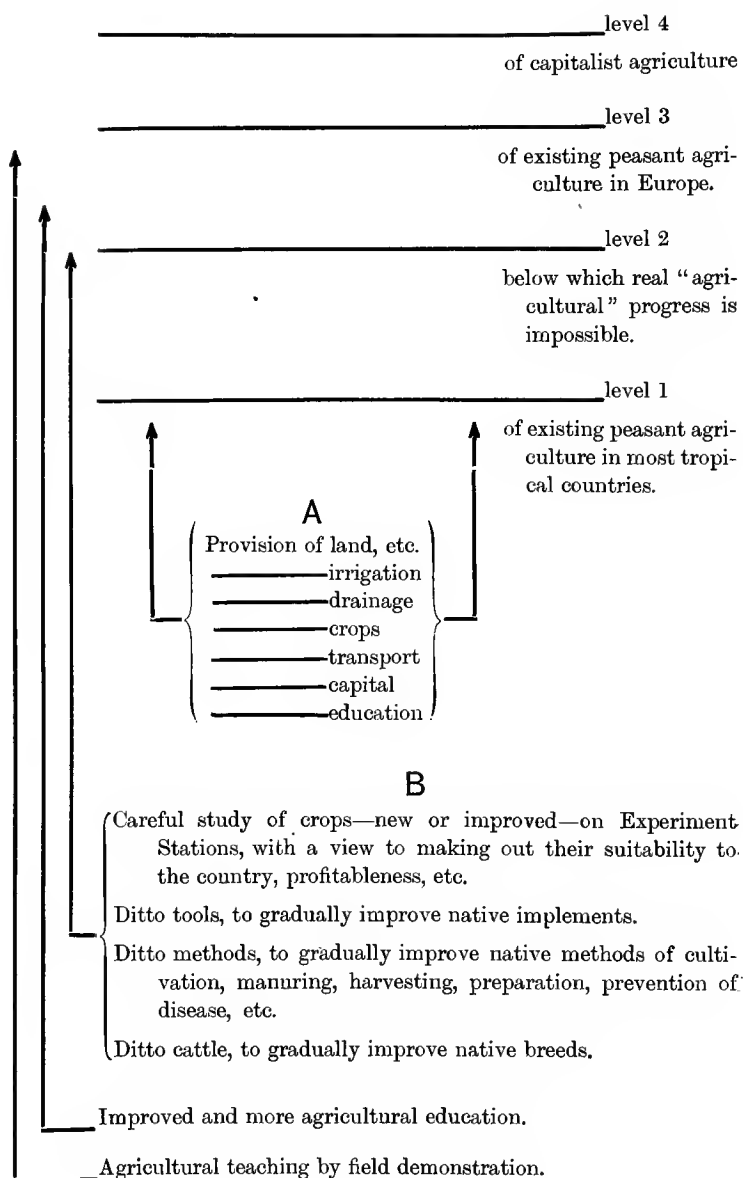 level 4
of capitalist agriculture
level 3
of existing peasant agri-
culture in Europe.
level 2
below which real “agri-
cultural” progress is
impossible.
level 1
of existing peasant agri-
culture in most tropi-
cal countries.
A
Provision of land, etc.
irrigation
drainage
crops
transport
capital
education
B
Careful study of crops—new or improved—on Experiment
Stations, with a view to making out their suitability to
the country, profitableness, etc.
Ditto tools, to gradually improve native implements.
Ditto methods, to gradually improve native methods of culti-
vation, manuring, harvesting, preparation, prevention of
disease, etc.
Ditto cattle, to gradually improve native breeds.
Improved and more agricultural education.
Agricultural teaching by field demonstration.